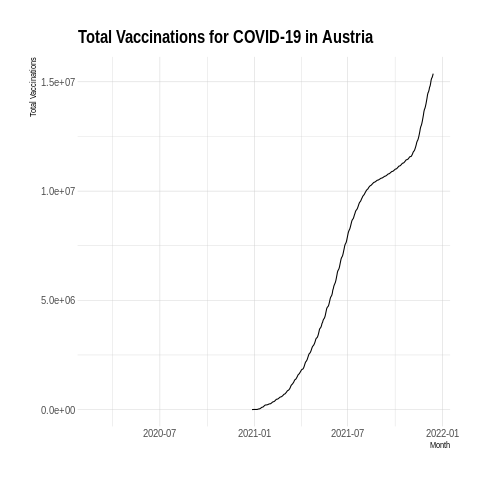 Total Vaccinations for COVID-19 in Austria
Total Vaccinations
1.5e+07
1.0e+07
5.0e+06
0.0e+00
2020-07 2021-01 2021-07 2022-01
Month